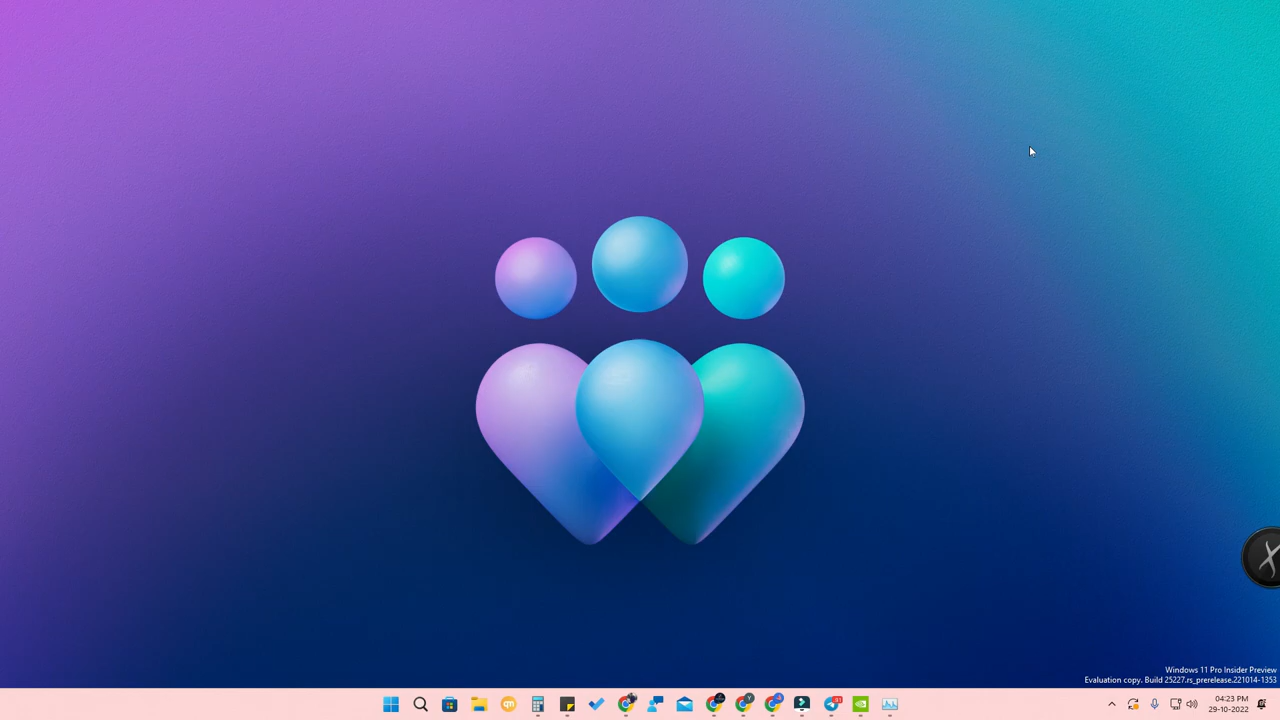 Windows 11 Pro Insider Preview
Evaluation copy. Build 25227.rs_prerelease.221014-1353
04:23 PM
29-10-2022